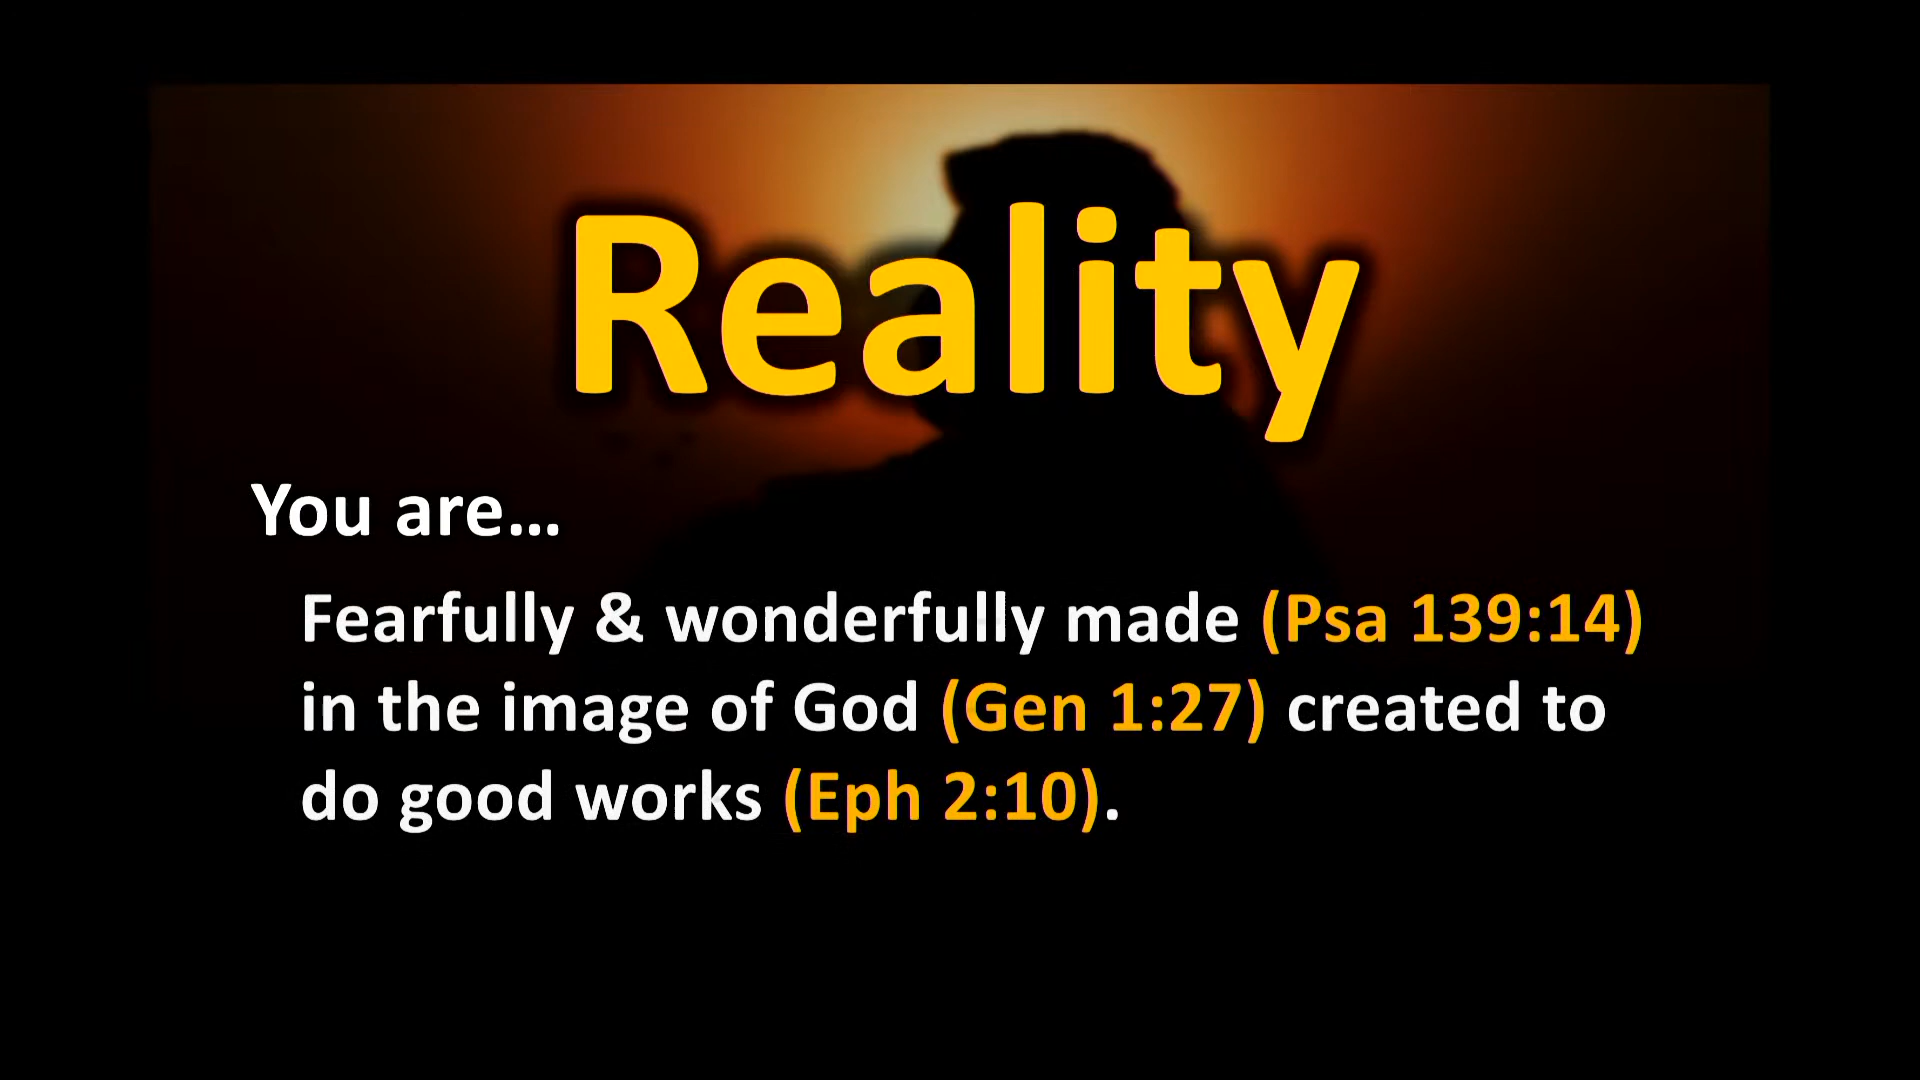 Reality
You are...
Fearfully & wonderfully made (Psa 139:14)
in the image of God (Gen 1:27) created to
do good works (Eph 2:10).